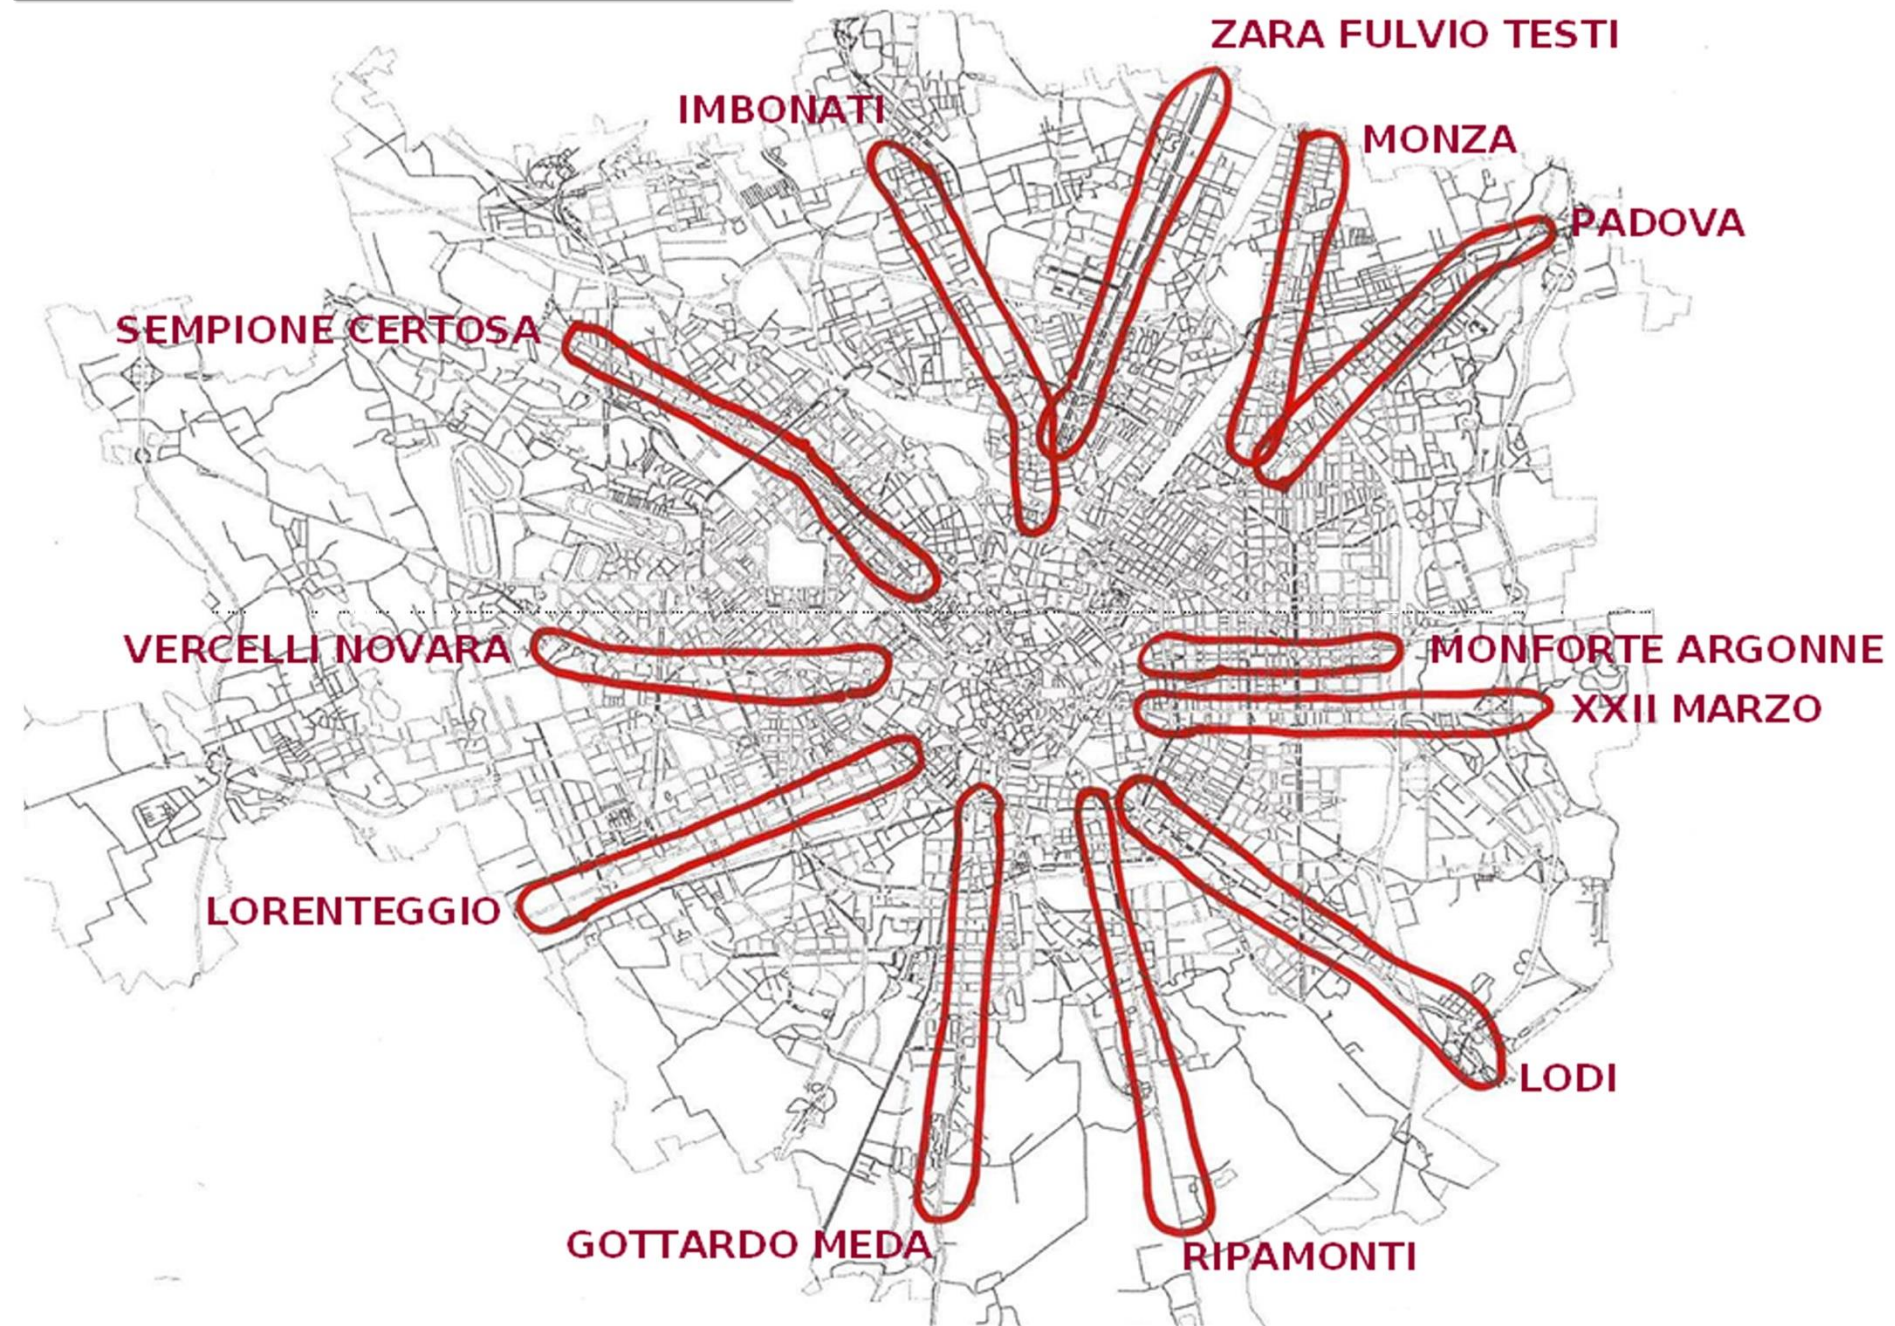 ZARA FULVIO TESTI
IMBONATI
MONZA
PADOVA
SEMPIONE CERTOSA
VERCELLI NOVARA
MONFORTE ARGONNE
XXII MARZO
LORENTEGGIO
LODI
GOTTARDO MEDA
RIPAMONTI